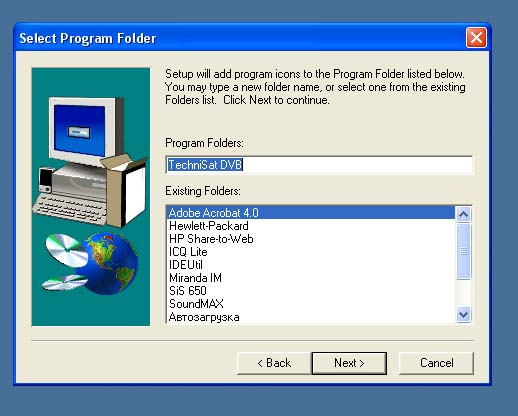 Select Program Folder
Setup will add program icons to the Program Folder listed below.
You may type a new folder name, or select one from the existing
Folders list. Click Next to continue.
Program Folders:
TechniSat DVB
Existing Folders:
Adobe Acrobat 4.0
Hewlett-Packard
HP Share-to-Web
ICQ Lite
IDEUtil
Miranda IM
SiS 650
SoundMAX
Автозагрузка
< Back
Next >
Cancel